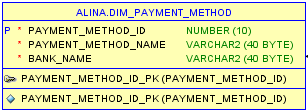 ALINA.DIM_PAYMENT_METHOD
P * PAYMENT_METHOD_ID NUMBER (10)
* PAYMENT_METHOD_NAME VARCHAR2 (40 BYTE)
* BANK_NAME VARCHAR2 (40 BYTE)
PAYMENT_METHOD_ID_PK (PAYMENT_METHOD_ID)
PAYMENT_METHOD_ID_PK (PAYMENT_METHOD_ID)